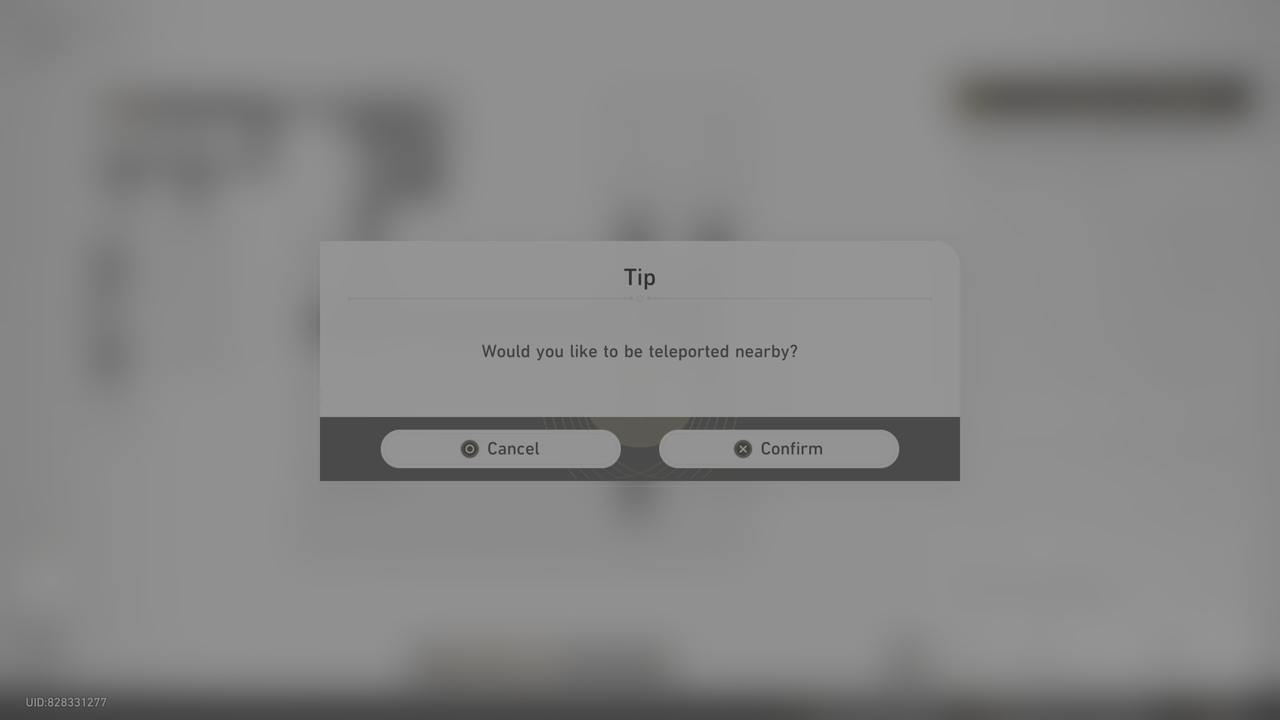 Tip
Would you like to be teleported nearby?
Cancel
Confirm
UID:828331277